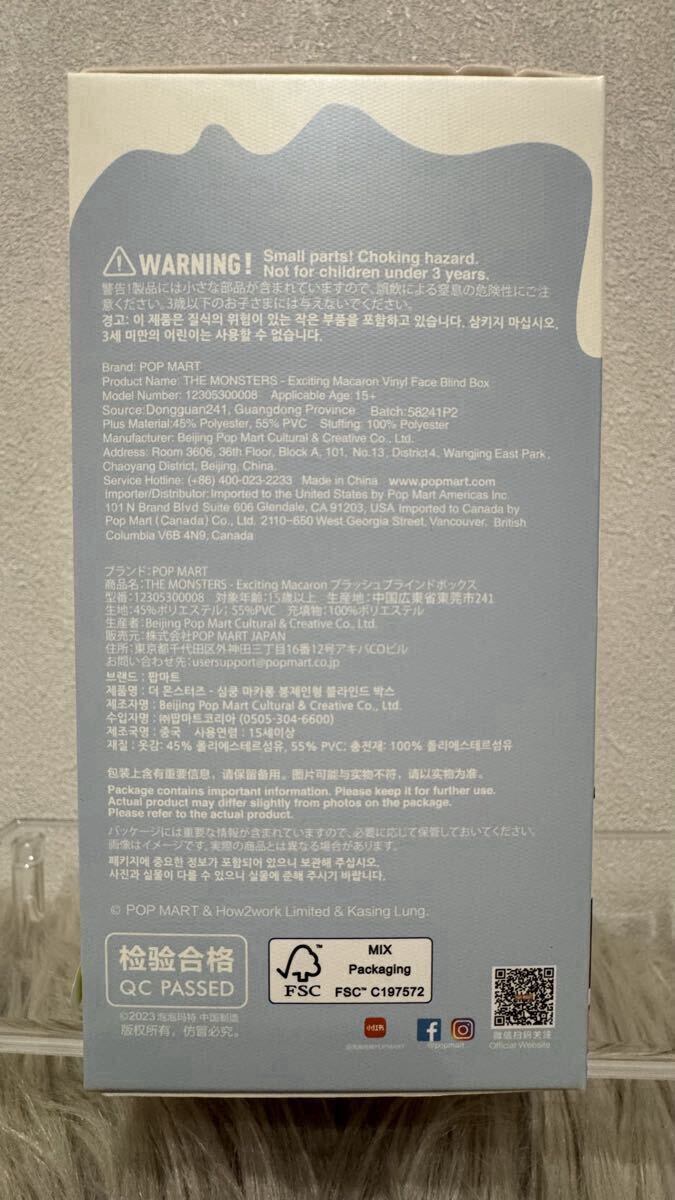 WARNING!
Small parts! Choking hazard.
Not for children under 3 years.
警告！製品には小さな部品が含まれていますので、誤飲による窒息の危険性にご注
意ください。3歳以下のお子さまには与えないでください。
경고: 이 제품은 질식의 위험이 있는 작은 부품을 포함하고 있습니다. 삼키지 마십시오,
3세 미만의 어린이는 사용할 수 없습니다.
Brand: POP MART
Product Name: THE MONSTERS - Exciting Macaron Vinyl Face Blind Box
Model Number: 12305300008 Applicable Age: 15+
Source:Dongguan241, Guangdong Province Batch:58241P2
Plus Material:45% Polyester, 55% PVC Stuffing: 100% Polyester
Manufacturer: Beijing Pop Mart Cultural & Creative Co., Ltd.
Address: Room 3606, 36th Floor, Block A, 101, No.13, District4, Wangjing East Park,
Chaoyang District, Beijing, China.
Service Hotline: (+86) 400-023-2233 Made in China www.popmart.com
Importer/Distributor: Imported to the United States by Pop Mart Americas Inc.
101 N Brand Blvd Suite 606 Glendale, CA 91203, USA Imported to Canada by
Pop Mart (Canada) Co., Ltd. 2110-650 West Georgia Street, Vancouver. British
Columbia V6B 4N9, Canada
ブランド：POP MART
商品名：THE MONSTERS - Exciting Macaron プラッシュブラインドボックス
型番：12305300008 対象年齢：15歳以上 生産地：中国広東省東莞市241
生地：45%ポリエステル；55%PVC 充填物：100%ポリエステル
生産者：Beijing Pop Mart Cultural & Creative Co., Ltd.
販売元：株式会社POP MART JAPAN
住所：東京都千代田区外神田三丁目16番12号アキバCOビル
お問い合わせ先：usersupport@popmart.co.jp
브랜드 : 팝마트
제품명 : 더 몬스터즈 - 심쿵 마카롱 봉제인형 블라인드 박스
제조자명 : Beijing Pop Mart Cultural & Creative Co., Ltd.
수입자명 : ㈜팝마트코리아 (0505-304-6600)
제조국명 : 중국 사용연령 : 15세이상
재질 : 옷감: 45% 폴리에스테르섬유, 55% PVC; 충전재: 100% 폴리에스테르섬유
包装上含有重要信息，请保留备用。图片可能与实物不符，请以实物为准。
Package contains important information. Please keep it for further use.
Actual product may differ slightly from photos on the package.
Please refer to the actual product.
パッケージには重要な情報が含まれていますので、必要に応じて保管しておいてください。
画像はイメージです。実際の商品とは異なる場合があります。
패키지에 중요한 정보가 포함되어 있으니 보관해 주십시오.
사진과 실물이 다를 수 있으니 실물에 준해 주시기 바랍니다.
© POP MART & How2work Limited & Kasing Lung.
检验合格
QC PASSED
FSC™
MIX
Packaging
FSC™ C197572
©2023 泡泡玛特 中国制造
版权所有，仿冒必究。
小红书
@popmart
微信扫码关注
Official Website